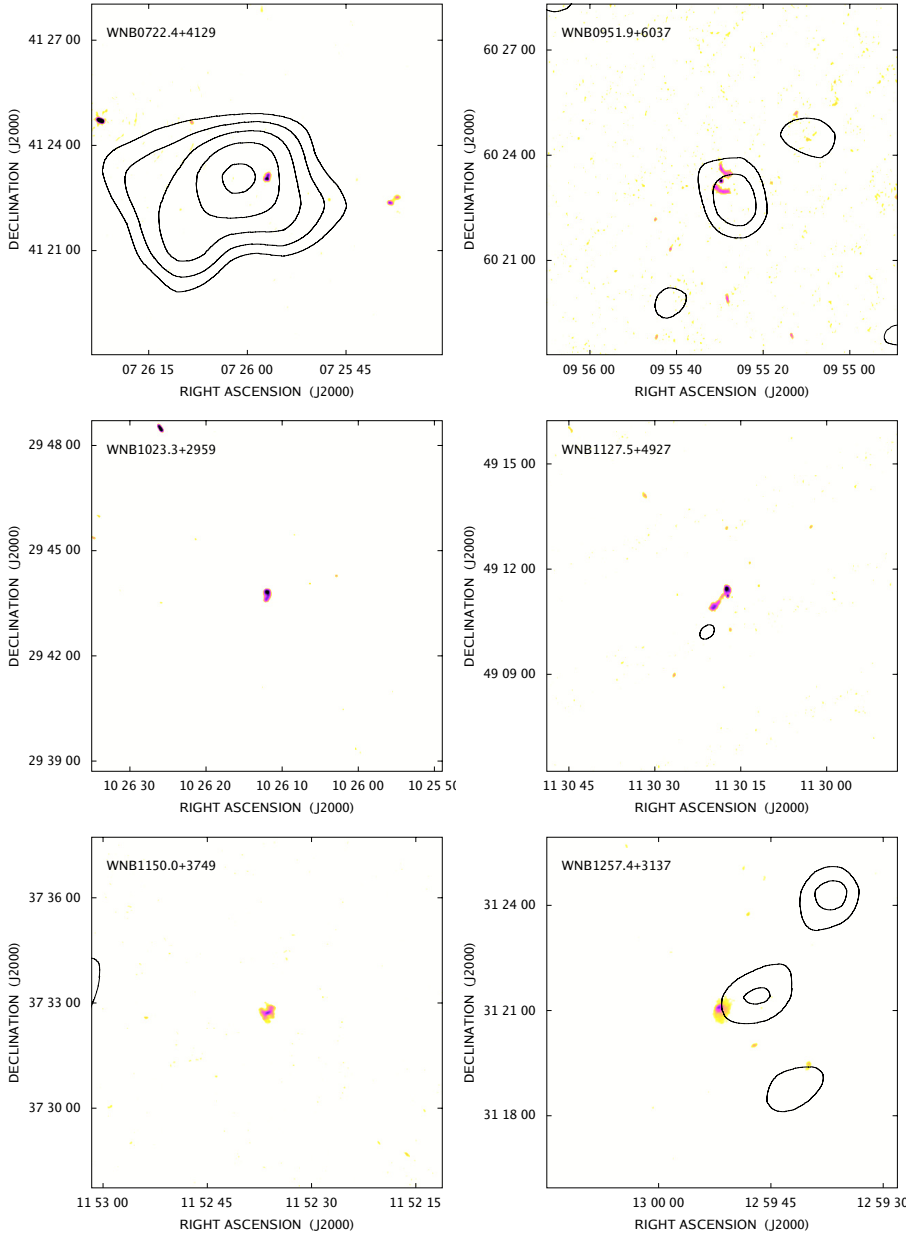 WNB0722.4+4129
41 27 00
41 24 00
41 21 00
DECLINATION (J2000)
07 26 15
07 26 00
07 25 45
RIGHT ASCENSION (J2000)
WNB0951.9+6037
60 27 00
60 24 00
60 21 00
DECLINATION (J2000)
09 56 00
09 55 40
09 55 20
09 55 00
RIGHT ASCENSION (J2000)
WNB1023.3+2959
29 48 00
29 45 00
29 42 00
29 39 00
DECLINATION (J2000)
10 26 30
10 26 20
10 26 10
10 26 00
10 25 50
RIGHT ASCENSION (J2000)
WNB1127.5+4927
49 15 00
49 12 00
49 09 00
DECLINATION (J2000)
11 30 45
11 30 30
11 30 15
11 30 00
RIGHT ASCENSION (J2000)
WNB1150.0+3749
37 36 00
37 33 00
37 30 00
DECLINATION (J2000)
11 53 00
11 52 45
11 52 30
11 52 15
RIGHT ASCENSION (J2000)
WNB1257.4+3137
31 24 00
31 21 00
31 18 00
DECLINATION (J2000)
13 00 00
12 59 45
12 59 30
RIGHT ASCENSION (J2000)